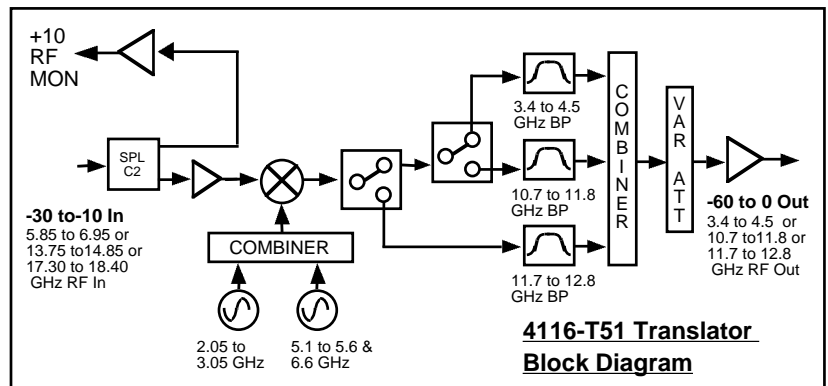 +10
RF
MON
SPL
C2
-30 to-10 In
5.85 to 6.95 or
13.75 to14.85 or
17.30 to 18.40
GHz RF In
COMBINER
2.05 to
3.05 GHz
5.1 to 5.6 &
6.6 GHz
3.4 to 4.5
GHz BP
10.7 to 11.8
GHz BP
11.7 to 12.8
GHz BP
COMBINER
VAR ATT
-60 to 0 Out
3.4 to 4.5 or
10.7 to11.8 or
11.7 to 12.8
GHz RF Out
4116-T51 Translator
Block Diagram